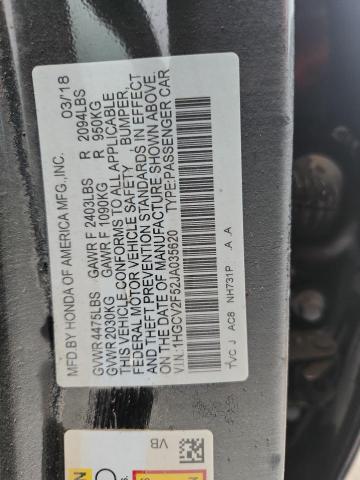 MFD. BY HONDA OF AMERICA MFG., INC. 03/18
GVWR 4475LBS GAWR F 2403LBS R 2094LBS
GVWR 2030KG GAWR F 1090KG R 950KG
THIS VEHICLE CONFORMS TO ALL APPLICABLE
FEDERAL MOTOR VEHICLE SAFETY BUMPER,
AND THEFT PREVENTION STANDARDS IN EFFECT
ON THE DATE OF MANUFACTURE SHOWN ABOVE.
V.I.N.:1HGCV2F52JA035620 TYPE:PASSENGER CAR
TVC J AC8 NH731P A A
VB
N
S.
N